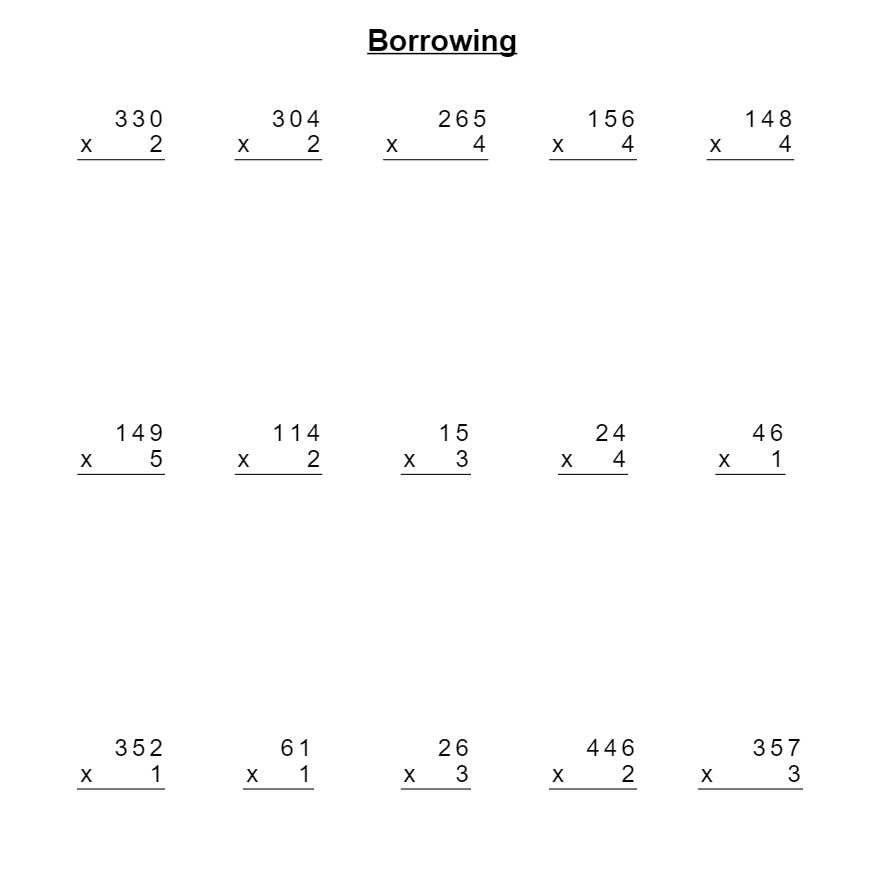 Borrowing
330 304 265 156 148
x 2 x 2 x 4 x 4 x 4
149 114 15 24 46
x 5 x 2 x 3 x 4 x 1
352 61 26 446 357
x 1 x 1 x 3 x 2 x 3